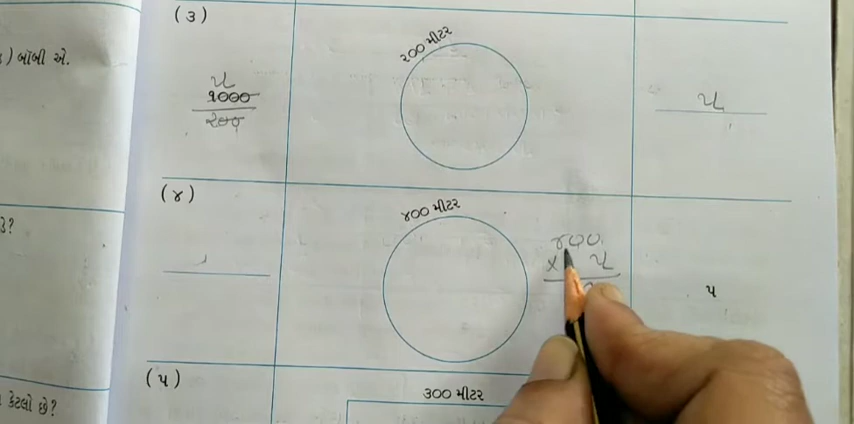 (૩)
૨૦૦ મીટર
) બૉબી એ.
૫
૧૦૦૦
૨૦૦
૫
(૪)
૪૦૦ મીટર
૪૦૦
× ૫
૫
(૫)
૩૦૦ મીટર
કેટલો છે?